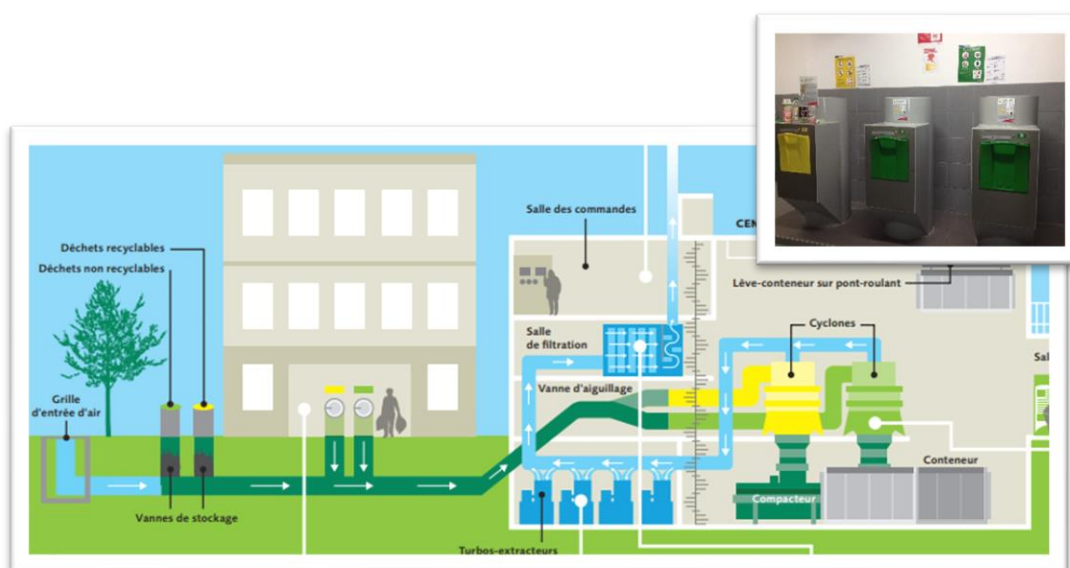 Salle des commandes
CEN
Déchets recyclables
Déchets non recyclables
Lève-conteneur sur pont-roulant
Cyclones
Salle
de filtration
Sal
Vanne d'aiguillage
Grille
d'entrée d'air
Conteneur
Compacteur
Vannes de stockage
Turbos-extracteurs